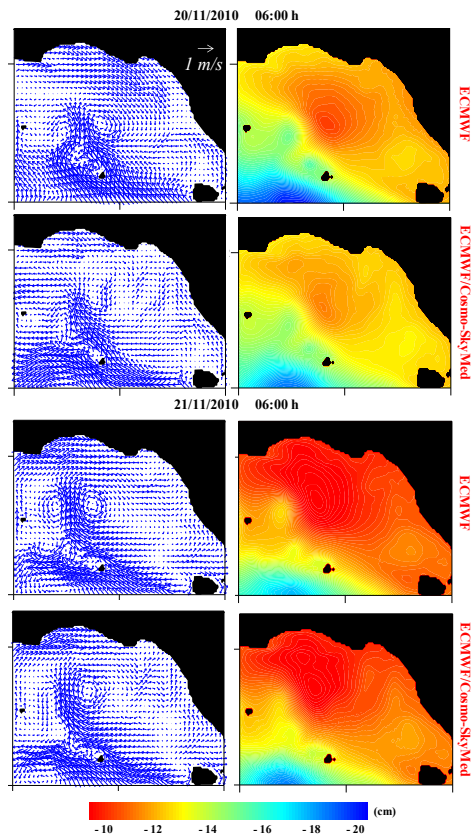 20/11/2010 06:00 h
1 m/s
ECMWF
ECMWF/Cosmo-SkyMed
21/11/2010 06:00 h
ECMWF
ECMWF/Cosmo-SkyMed
-10 -12 -14 -16 -18 -20 (cm)